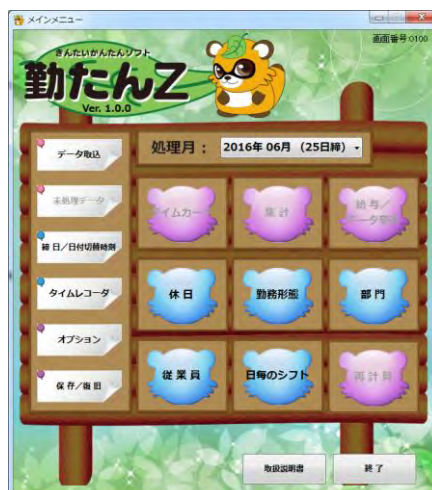 メインメニュー
画面番号:0100
きんたいかんたんソフト
勤たんZ
Ver. 1.0.0
データ取込
処理月： 2016年 06月 （25日締）
未処理データ
タイムカード
集 計
給与／
締日／日付切替時刻
休 日
勤務形態
部 門
タイムレコーダ
オプション
従業員
日毎のシフト
再計算
保存／復旧
取扱説明書
終 了